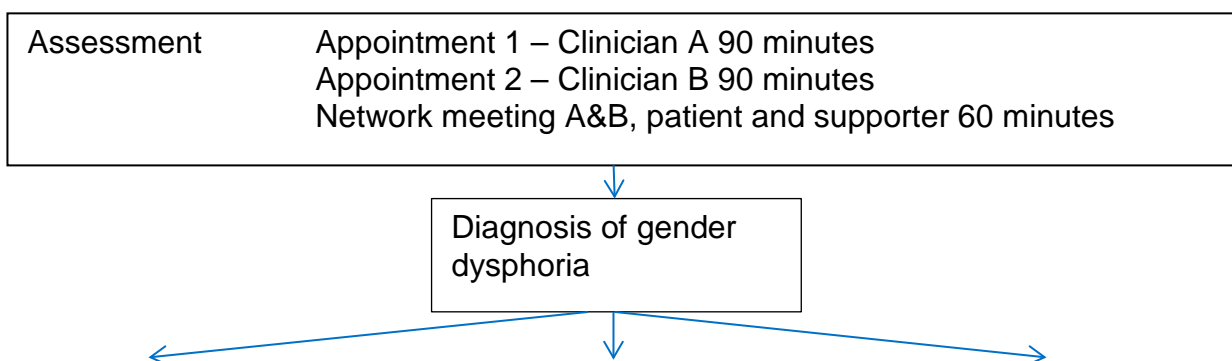 Assessment Appointment 1 – Clinician A 90 minutes
Appointment 2 – Clinician B 90 minutes
Network meeting A&B, patient and supporter 60 minutes
Diagnosis of gender
dysphoria